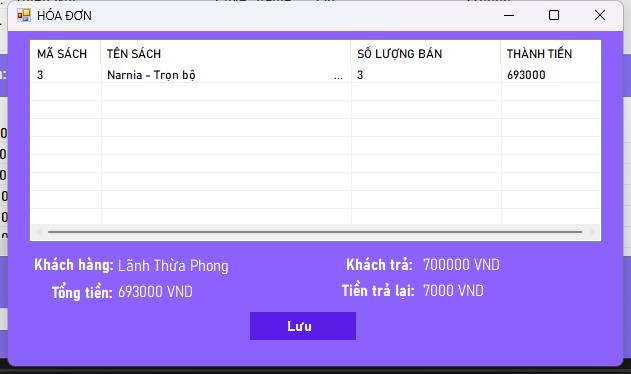 HÓA ĐƠN
MÃ SÁCH TÊN SÁCH SỐ LƯỢNG BÁN THÀNH TIỀN
3 Narnia - Trọn bộ ... 3 693000
Khách hàng: Lãnh Thừa Phong Khách trả: 700000 VND
Tổng tiền: 693000 VND Tiền trả lại: 7000 VND
Lưu